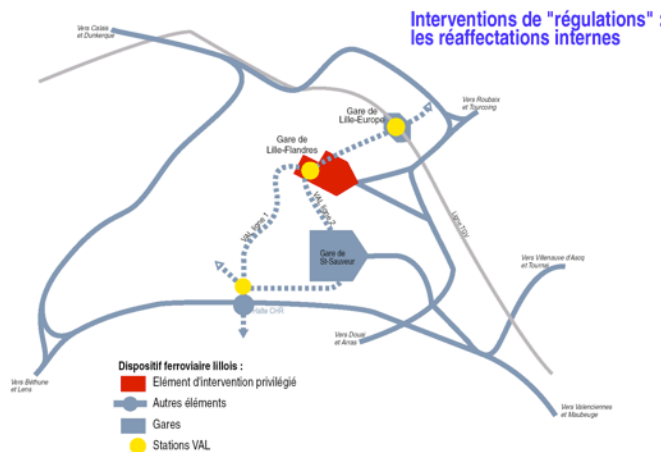 Interventions de "régulations" :
les réaffectations internes
Vers Calais
et Dunkerque
Gare de
Lille-Europe
Vers Roubaix
et Tourcoing
Gare de
Lille-Flandres
VAL ligne 1
VAL ligne 2
Ligne TGV
Gare de
St-Sauveur
Vers Villenauve d'Ascq
et Tournai
Halte CHR
Vers Douai
et Arras
Vers Béthune
et Lens
Vers Valenciennes
et Maubeuge
Dispositif ferroviaire lillois :
Elément d'intervention privilégié
Autres éléments
Gares
Stations VAL